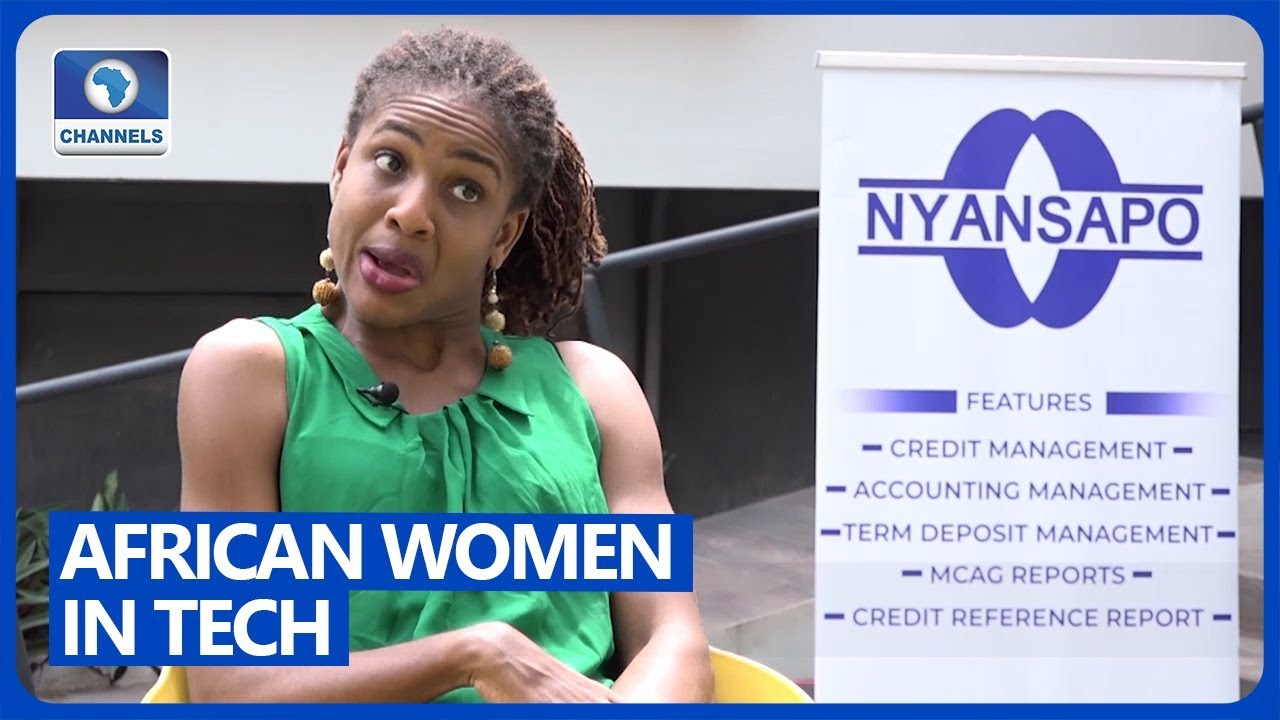 CHANNELS
NYANSAPO
FEATURES
CREDIT MANAGEMENT
ACCOUNTING MANAGEMENT
TERM DEPOSIT MANAGEMENT
MCAG REPORTS
CREDIT REFERENCE REPORT
AFRICAN WOMEN
IN TECH